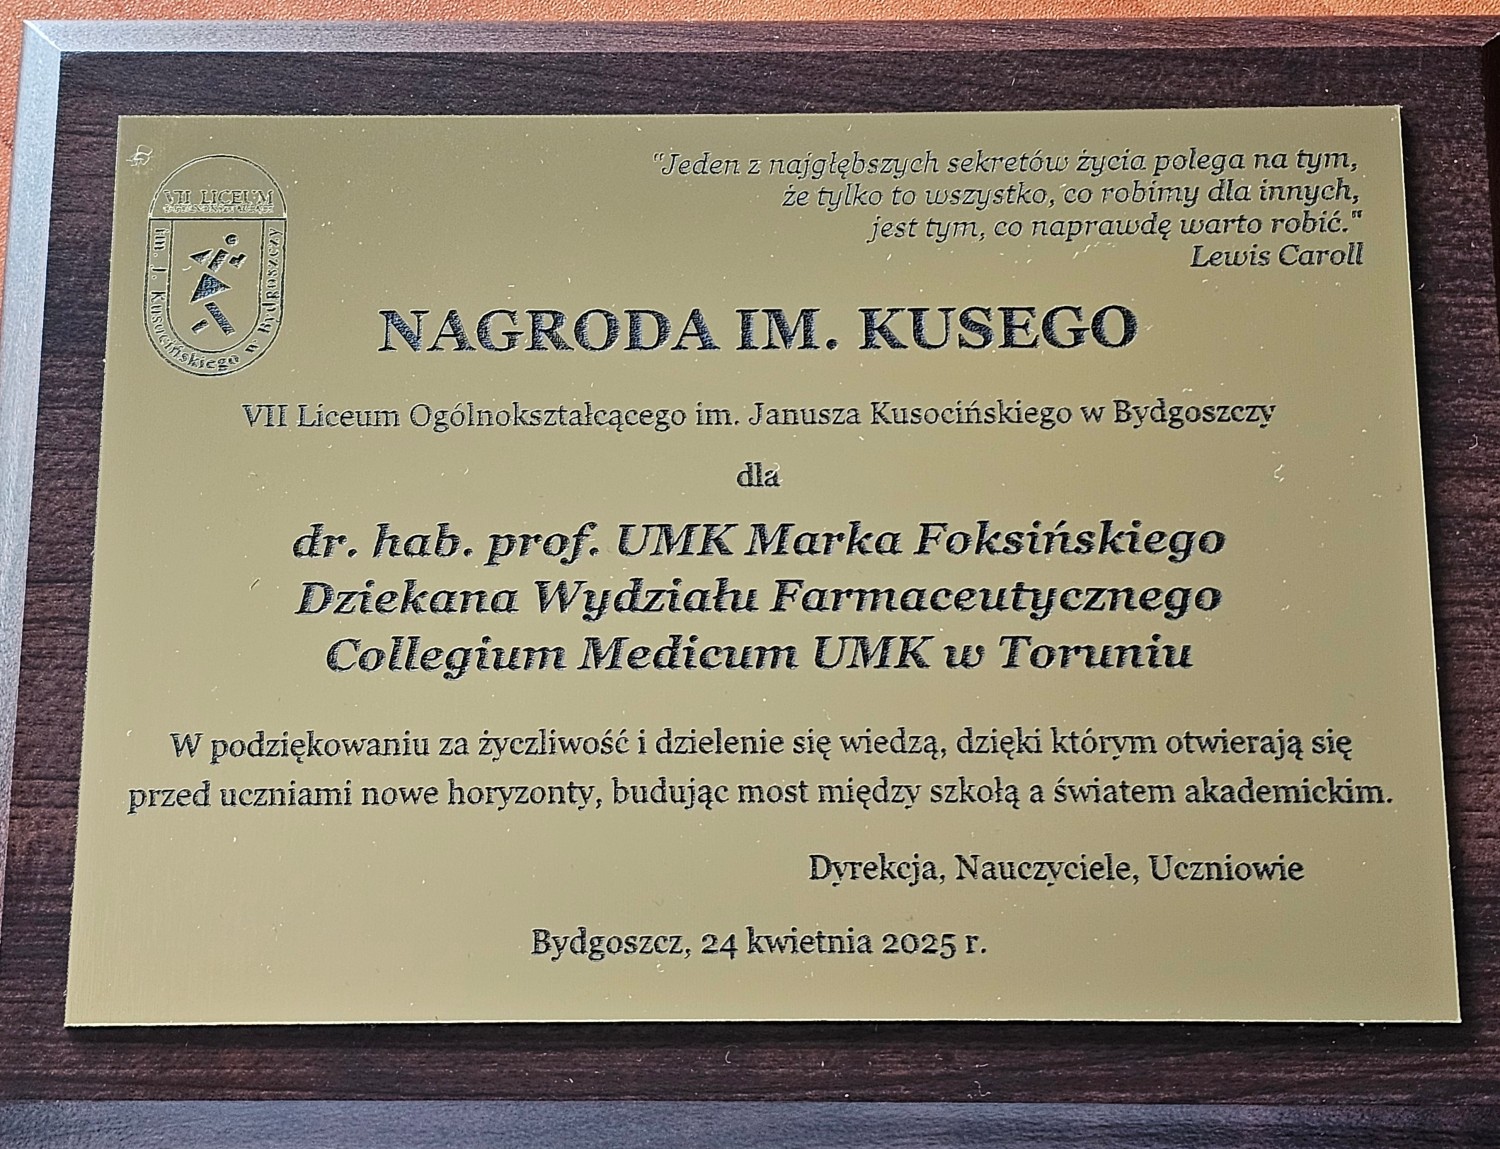 "Jeden z najgłębszych sekretów życia polega na tym,
że tylko to wszystko, co robimy dla innych,
jest tym, co naprawdę warto robić."
Lewis Caroll
VII LICEUM
im. J. Kusocińskiego w Bydgoszczy
NAGRODA IM. KUSEGO
VII Liceum Ogólnokształcącego im. Janusza Kusocińskiego w Bydgoszczy
dla
dr. hab. prof. UMK Marka Foksińskiego
Dziekana Wydziału Farmaceutycznego
Collegium Medicum UMK w Toruniu
W podziękowaniu za życzliwość i dzielenie się wiedzą, dzięki którym otwierają się
przed uczniami nowe horyzonty, budując most między szkołą a światem akademickim.
Dyrekcja, Nauczyciele, Uczniowie
Bydgoszcz, 24 kwietnia 2025 r.